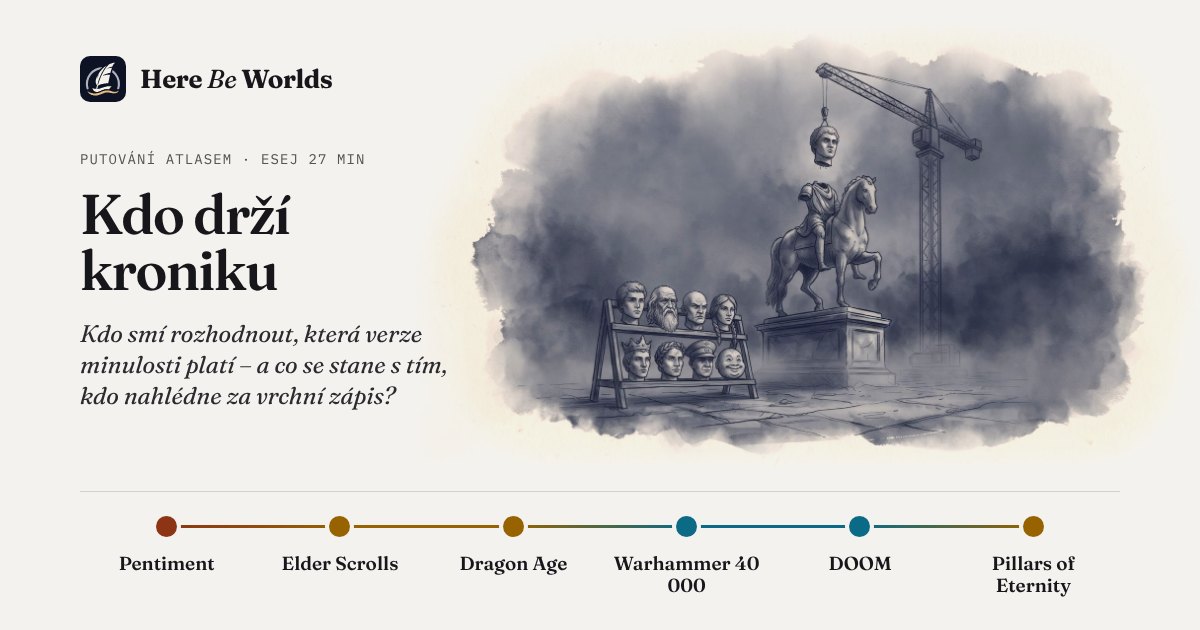 Here Be Worlds
PUTOVÁNÍ ATLASEM · ESEJ 27 MIN
Kdo drží
kroniku
Kdo smí rozhodnout, která verze
minulosti platí – a co se stane s tím,
kdo nahlédne za vrchní zápis?
Pentiment
Elder Scrolls
Dragon Age
Warhammer 40
000
DOOM
Pillars of
Eternity